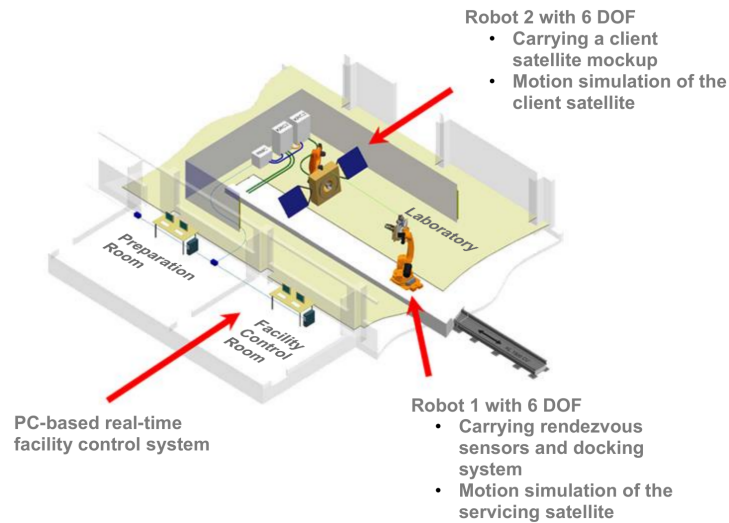 Robot 2 with 6 DOF
• Carrying a client
satellite mockup
• Motion simulation of the
client satellite
Laboratory
Preparation
Room
Facility
Control
Room
PC-based real-time
facility control system
Robot 1 with 6 DOF
• Carrying rendezvous
sensors and docking
system
• Motion simulation of the
servicing satellite